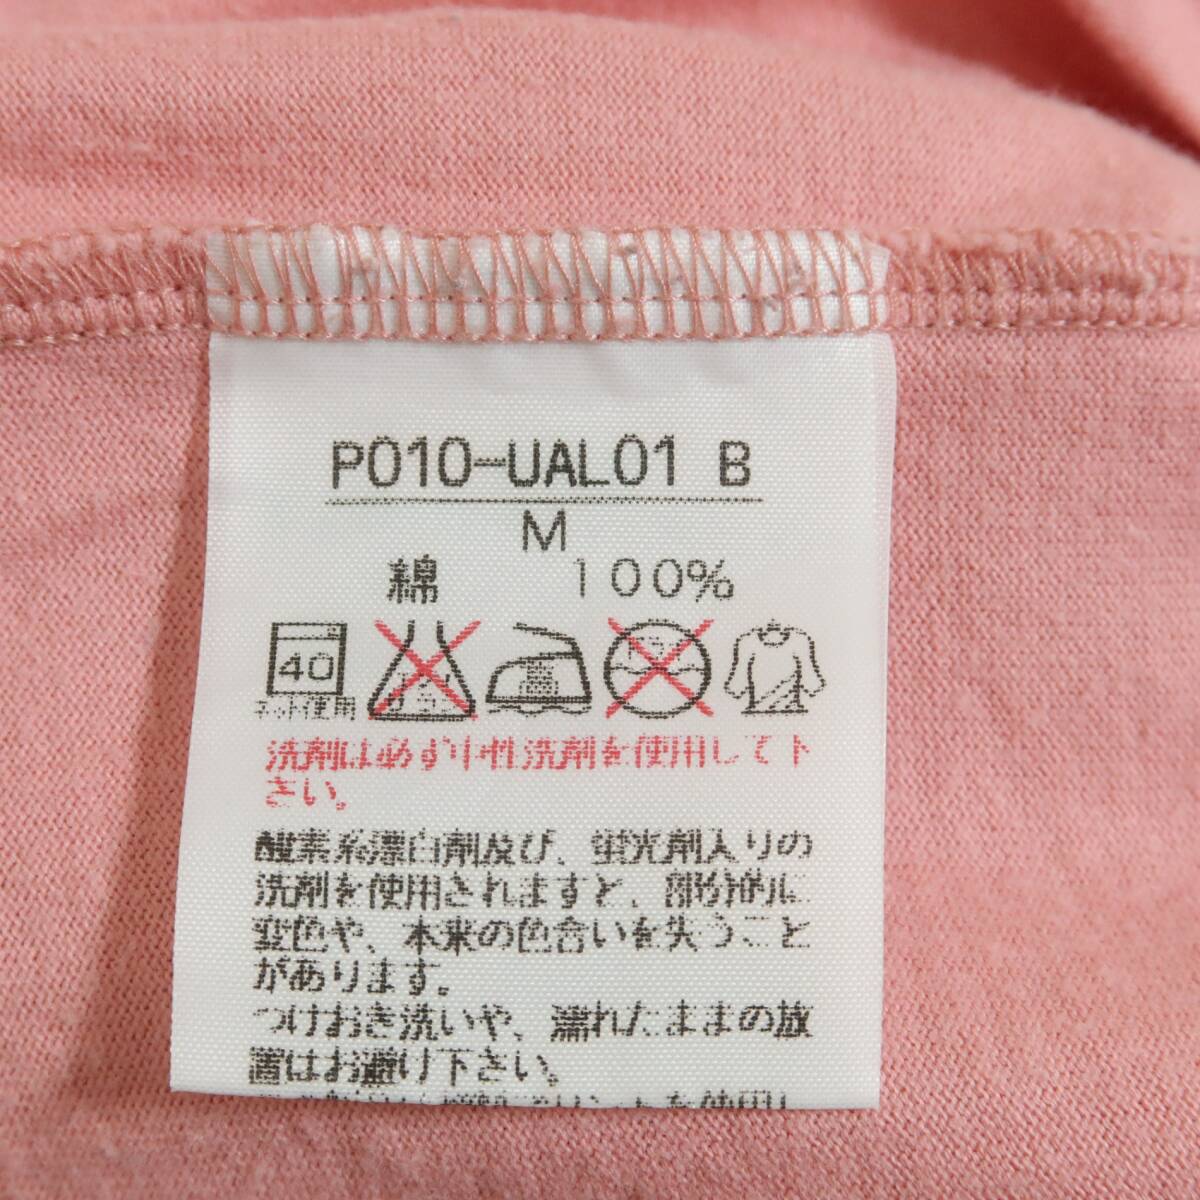 P010-UAL01 B
M
綿 100%
40
ネット使用
洗剤は必ず中性洗剤を使用して下
さい。
酸素系漂白剤及び、蛍光剤入りの
洗剤を使用されますと、部分的に
変色や、本来の色合いを失うこと
があります。
つけおき洗いや、濡れたままの放
置はお避け下さい。